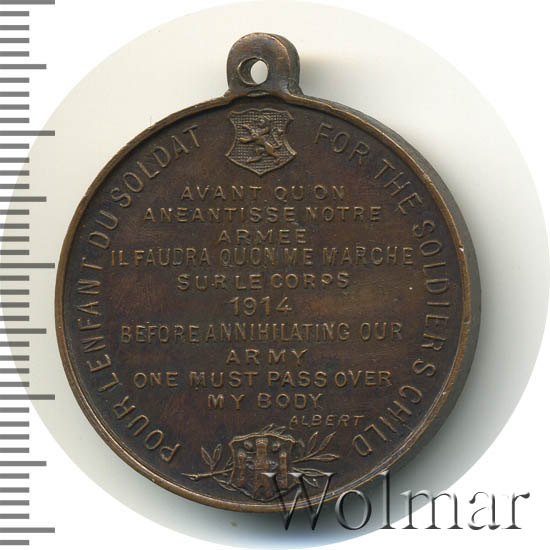 POUR L'ENFANT DU SOLDAT
FOR THE SOLDIER'S CHILD
AVANT QU'ON
ANEANTISSE NOTRE
ARMEE
IL FAUDRA QU'ON ME MARCHE
SUR LE CORPS
1914
BEFORE ANNIHILATING OUR
ARMY
ONE MUST PASS OVER
MY BODY
ALBERT
Wolmar